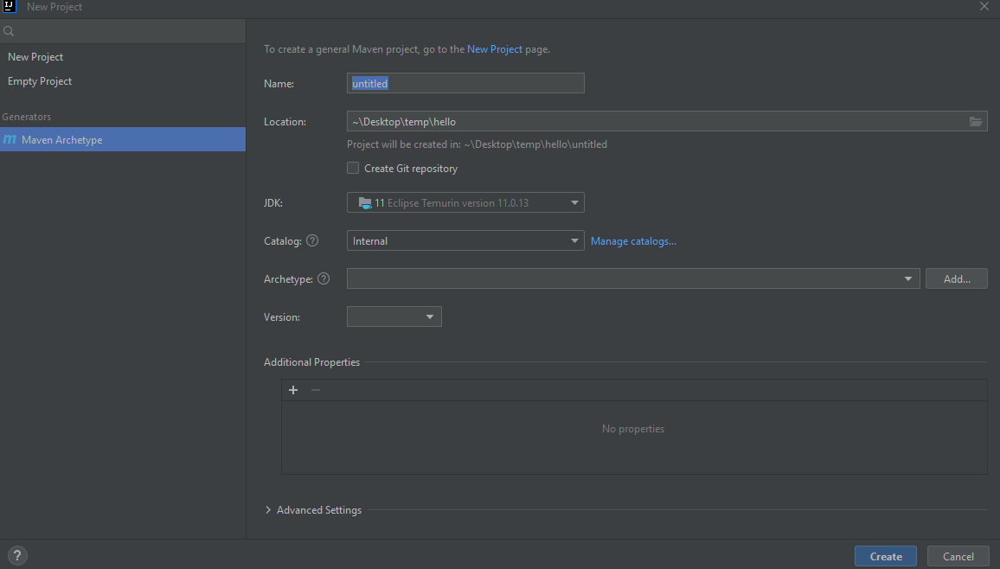 IJ
New Project
New Project
Empty Project
Generators
m Maven Archetype
To create a general Maven project, go to the New Project page.
Name: untitled
Location: ~\Desktop\temp\hello
Project will be created in: ~\Desktop\temp\hello\untitled
Create Git repository
JDK: 11 Eclipse Temurin version 11.0.13
Catalog: ? Internal Manage catalogs...
Archetype: ? Add...
Version:
Additional Properties
+ −
No properties
> Advanced Settings
? Create Cancel